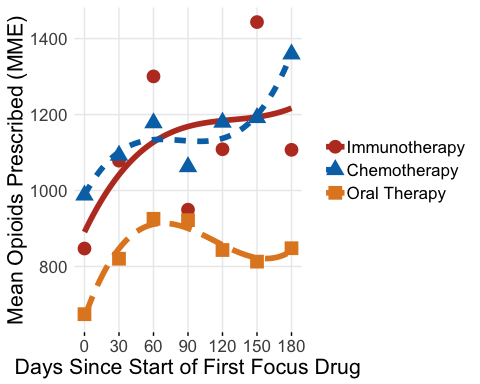 Mean Opioids Prescribed (MME)
1400
1200
1000
800
0 30 60 90 120 150 180
Days Since Start of First Focus Drug
Immunotherapy
Chemotherapy
Oral Therapy